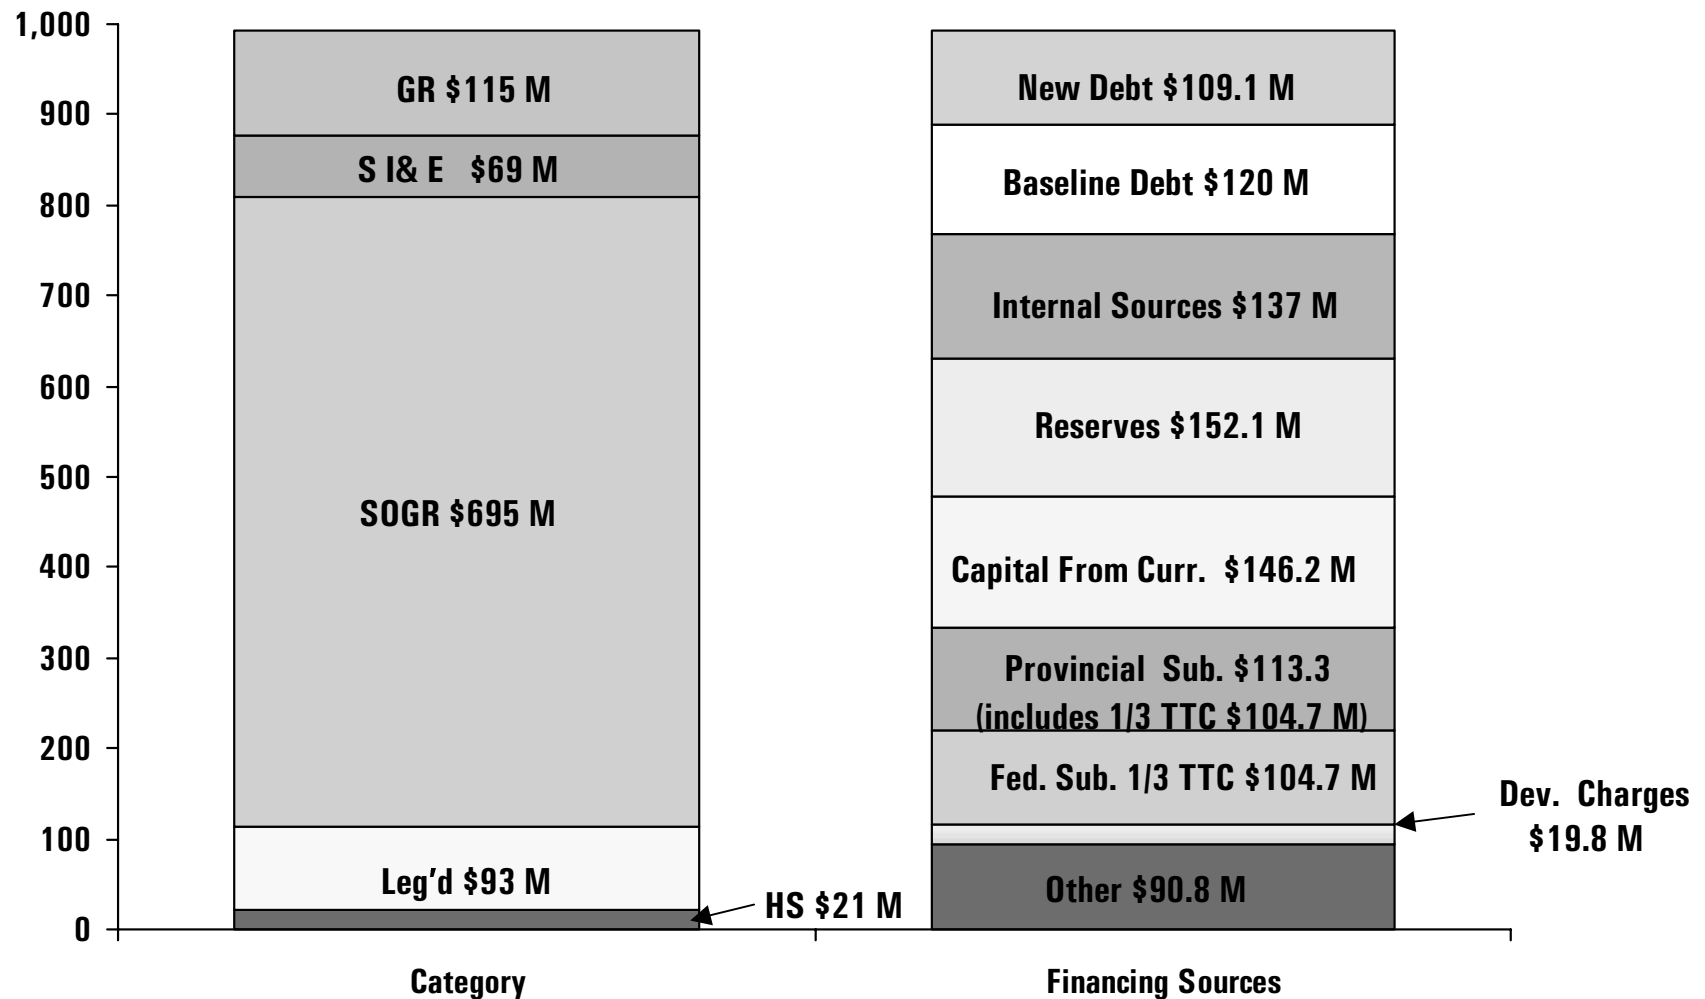 1,000
900
800
700
600
500
400
300
200
100
0
GR $115 M
S I& E $69 M
SOGR $695 M
Leg'd $93 M
HS $21 M
Category
New Debt $109.1 M
Baseline Debt $120 M
Internal Sources $137 M
Reserves $152.1 M
Capital From Curr. $146.2 M
Provincial Sub. $113.3
(includes 1/3 TTC $104.7 M)
Fed. Sub. 1/3 TTC $104.7 M
Dev. Charges
$19.8 M
Other $90.8 M
Financing Sources